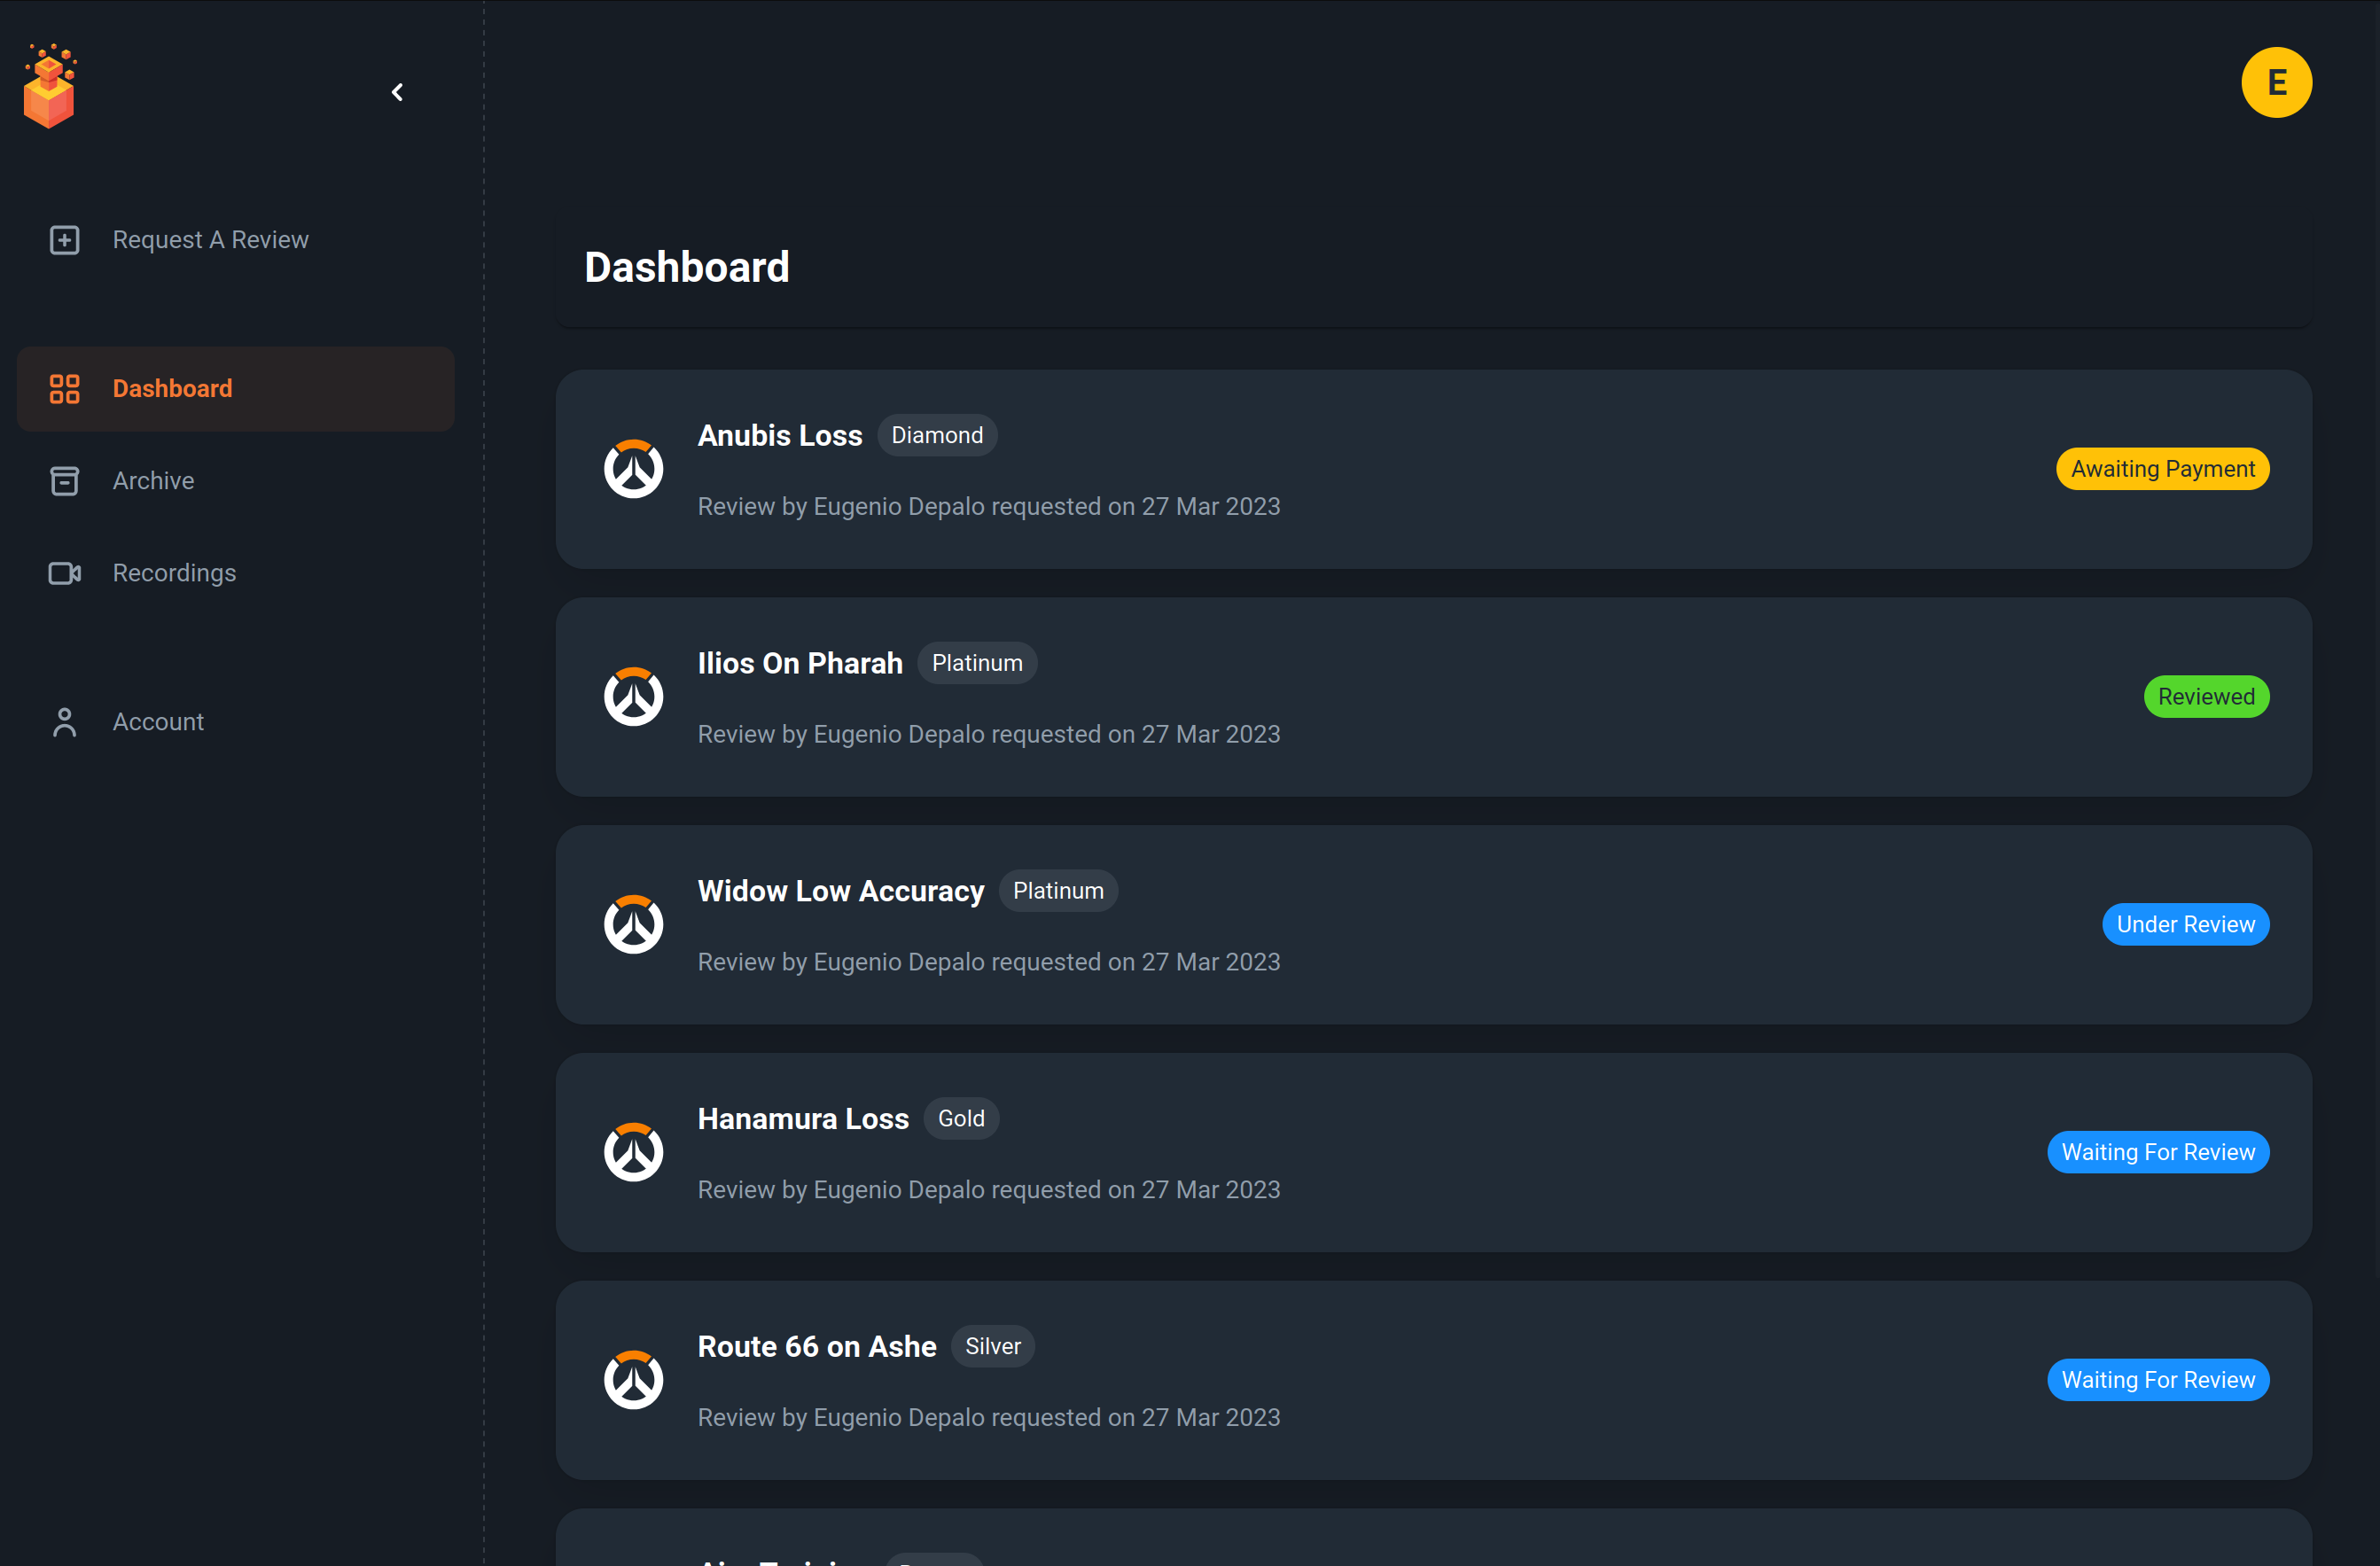 E
Request A Review
Dashboard
Archive
Recordings
Account
Dashboard
Anubis Loss Diamond
Review by Eugenio Depalo requested on 27 Mar 2023
Awaiting Payment
Ilios On Pharah Platinum
Review by Eugenio Depalo requested on 27 Mar 2023
Reviewed
Widow Low Accuracy Platinum
Review by Eugenio Depalo requested on 27 Mar 2023
Under Review
Hanamura Loss Gold
Review by Eugenio Depalo requested on 27 Mar 2023
Waiting For Review
Route 66 on Ashe Silver
Review by Eugenio Depalo requested on 27 Mar 2023
Waiting For Review